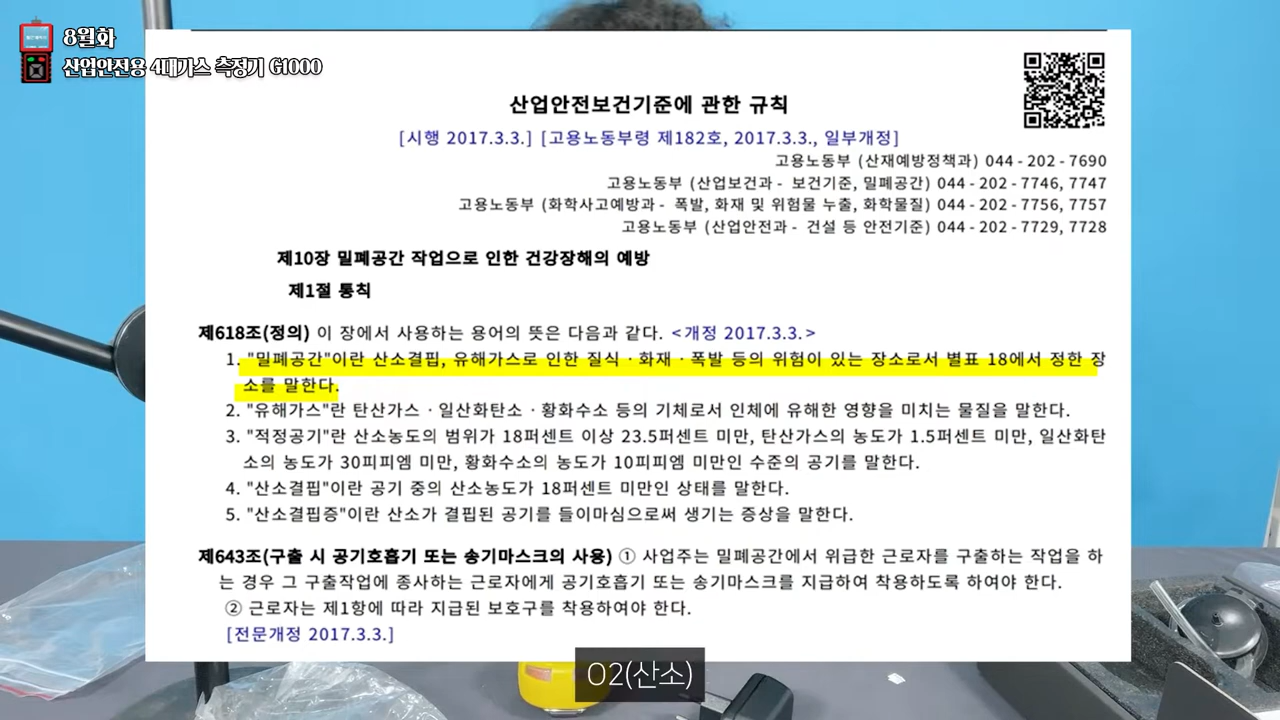 8월화
산업안전용 4대가스 측정기 G1000
산업안전보건기준에 관한 규칙
[시행 2017.3.3.] [고용노동부령 제182호, 2017.3.3., 일부개정]
고용노동부 (산재예방정책과) 044 - 202 - 7690
고용노동부 (산업보건과 - 보건기준, 밀폐공간) 044 - 202 - 7746, 7747
고용노동부 (화학사고예방과 - 폭발, 화재 및 위험물 누출, 화학물질) 044 - 202 - 7756, 7757
고용노동부 (산업안전과 - 건설 등 안전기준) 044 - 202 - 7729, 7728
제10장 밀폐공간 작업으로 인한 건강장해의 예방
제1절 통칙
제618조(정의) 이 장에서 사용하는 용어의 뜻은 다음과 같다. <개정 2017.3.3.>
1. "밀폐공간"이란 산소결핍, 유해가스로 인한 질식ㆍ화재ㆍ폭발 등의 위험이 있는 장소로서 별표 18에서 정한 장
소를 말한다.
2. "유해가스"란 탄산가스ㆍ일산화탄소ㆍ황화수소 등의 기체로서 인체에 유해한 영향을 미치는 물질을 말한다.
3. "적정공기"란 산소농도의 범위가 18퍼센트 이상 23.5퍼센트 미만, 탄산가스의 농도가 1.5퍼센트 미만, 일산화탄
소의 농도가 30피피엠 미만, 황화수소의 농도가 10피피엠 미만인 수준의 공기를 말한다.
4. "산소결핍"이란 공기 중의 산소농도가 18퍼센트 미만인 상태를 말한다.
5. "산소결핍증"이란 산소가 결핍된 공기를 들이마심으로써 생기는 증상을 말한다.
제643조(구출 시 공기호흡기 또는 송기마스크의 사용) ① 사업주는 밀폐공간에서 위급한 근로자를 구출하는 작업을 하
는 경우 그 구출작업에 종사하는 근로자에게 공기호흡기 또는 송기마스크를 지급하여 착용하도록 하여야 한다.
② 근로자는 제1항에 따라 지급된 보호구를 착용하여야 한다.
[전문개정 2017.3.3.]
O2(산소)